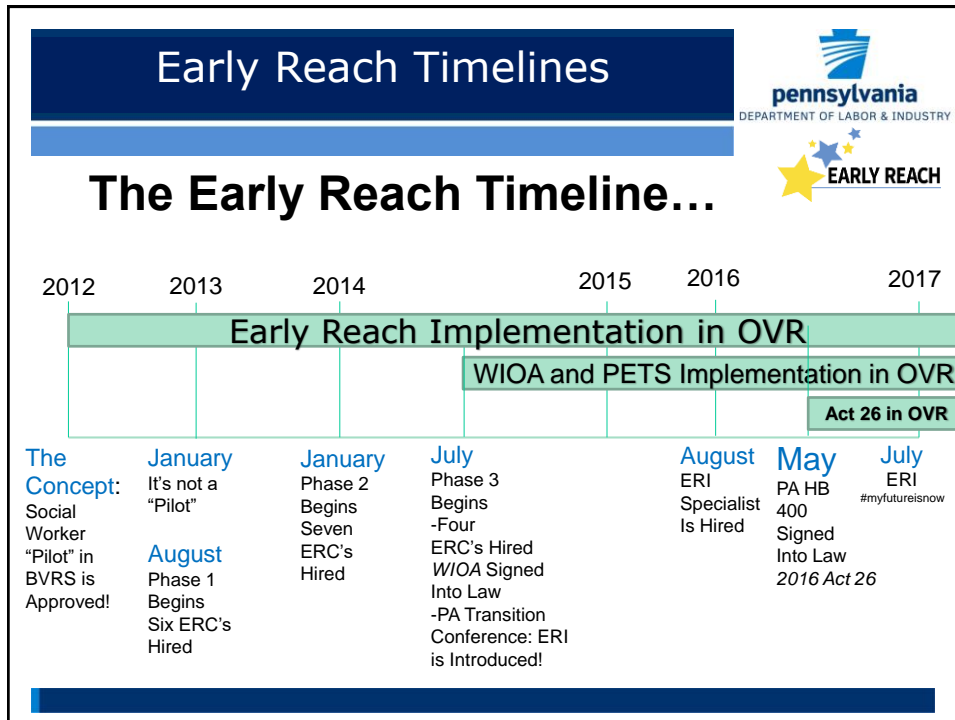 Early Reach Timelines
pennsylvania
DEPARTMENT OF LABOR & INDUSTRY
EARLY REACH
The Early Reach Timeline…
2012
2013
2014
2015
2016
2017
Early Reach Implementation in OVR
WIOA and PETS Implementation in OVR
Act 26 in OVR
The
Concept:
Social
Worker
“Pilot” in
BVRS is
Approved!
January
It’s not a
“Pilot”
August
Phase 1
Begins
Six ERC’s
Hired
January
Phase 2
Begins
Seven
ERC’s
Hired
July
Phase 3
Begins
-Four
ERC’s Hired
WIOA Signed
Into Law
-PA Transition
Conference: ERI
is Introduced!
August
ERI
Specialist
Is Hired
May
PA HB
400
Signed
Into Law
2016 Act 26
July
ERI
#myfutureisnow